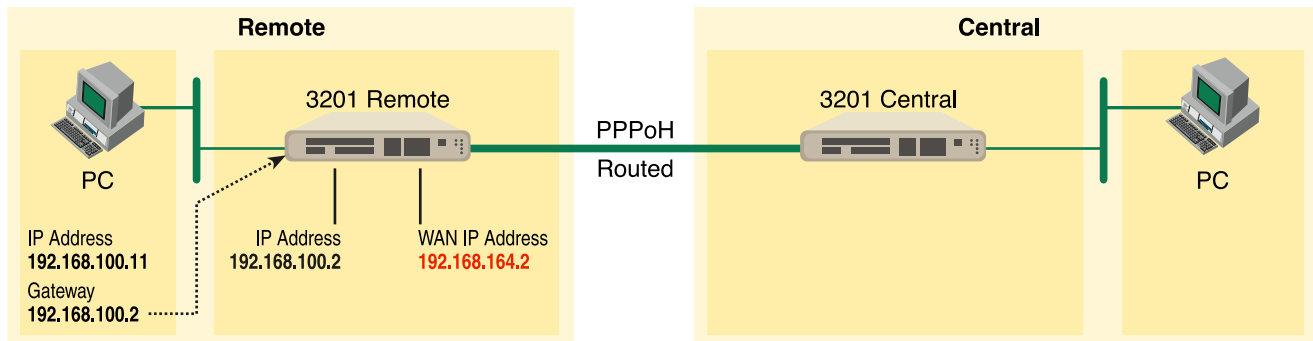 Remote
Central
3201 Remote
3201 Central
PPPoH
Routed
PC
PC
IP Address
192.168.100.11
Gateway
192.168.100.2
IP Address
192.168.100.2
WAN IP Address
192.168.164.2